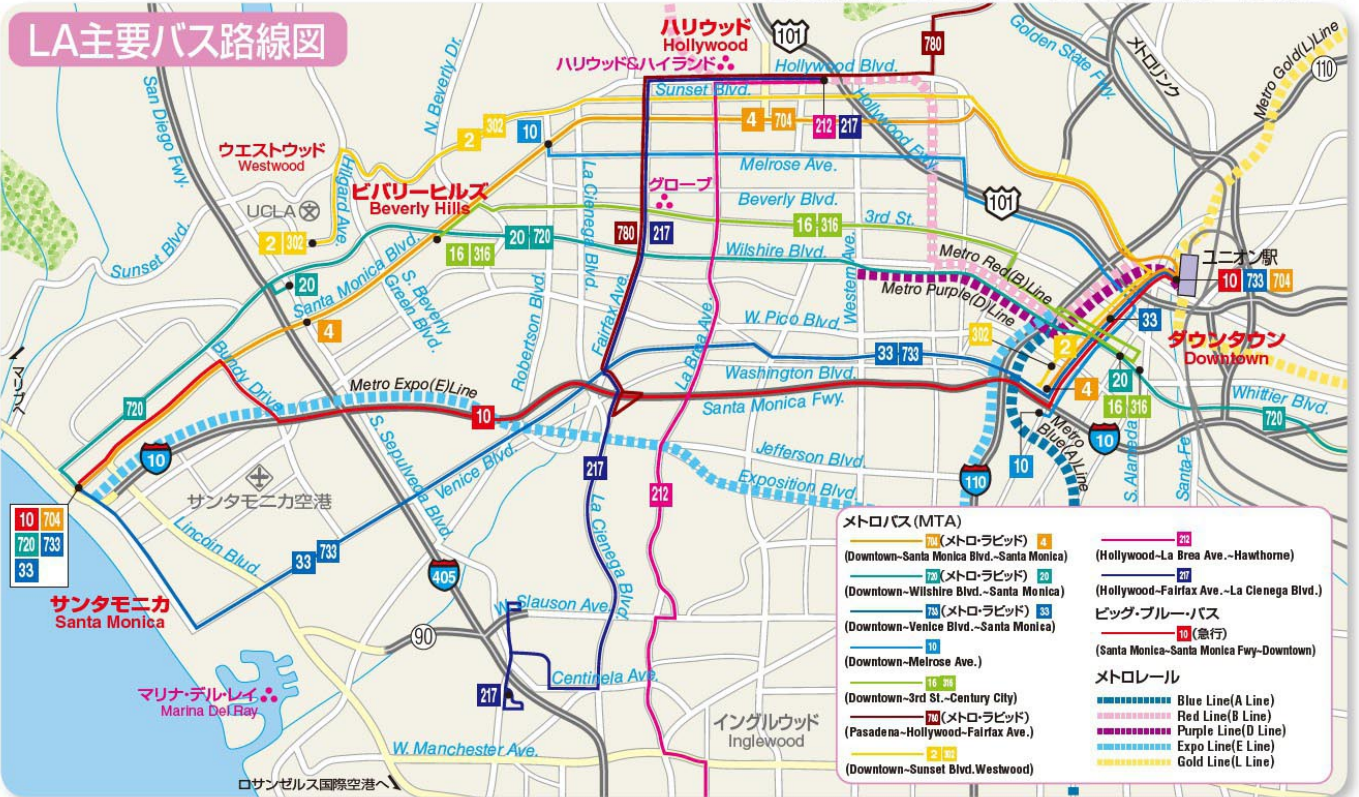 LA主要バス路線図
ハリウッド
Hollywood
ハリウッド&ハイランド
101
780
Golden State Fwy.
メトロリンク
Metro Gold(L)Line
110
Hollywood Blvd.
Sunset Blvd.
San Diego Fwy.
N. Beverly Dr.
2 302
10
4 704
212 217
Hollywood Fwy.
ウエストウッド
Westwood
Hilgard Ave.
ビバリーヒルズ
Beverly Hills
La Cienega Blvd.
Melrose Ave.
グローブ
Beverly Blvd.
101
UCLA
2 302
16 316
20 720
780 217
3rd St.
16 316
Wilshire Blvd.
Western Ave.
Metro Red(B)Line
Metro Purple(D)Line
ユニオン駅
10 733 704
Sunset Blvd.
20
Santa Monica Blvd.
S. Beverly
Green Blvd.
4
Robertson Blvd.
Fairfax Ave.
La Brea Ave.
W. Pico Blvd.
302
2
33
ダウンタウン
Downtown
マリブへ
Bundy Drive
33 733
Washington Blvd.
4
20
16 316
Whittier Blvd.
720
720
Metro Expo(E)Line
10
Santa Monica Fwy.
10
Metro
Blue(A)Line
10
S. Alameda
Santa Fe
10
サンタモニカ空港
S. Sepulveda Blvd.
Venice Blvd.
217
212
Jefferson Blvd.
Exposition Blvd.
110
10 704
720 733
33
Lincoln Blud.
33 733
405
La Cienega Blvd.
サンタモニカ
Santa Monica
W. Slauson Ave.
90
マリナ・デル・レイ
Marina Del Ray
217
Centinela Ave.
イングルウッド
Inglewood
W. Manchester Ave.
ロサンゼルス国際空港へ
メトロバス(MTA)
704(メトロ・ラピッド) 4
(Downtown~Santa Monica Blvd.~Santa Monica)
720(メトロ・ラピッド) 20
(Downtown~Wilshire Blvd.~Santa Monica)
733(メトロ・ラピッド) 33
(Downtown~Venice Blvd.~Santa Monica)
10
(Downtown~Melrose Ave.)
16 316
(Downtown~3rd St.~Century City)
780(メトロ・ラピッド)
(Pasadena~Hollywood~Fairfax Ave.)
2 302
(Downtown~Sunset Blvd.Westwood)
212
(Hollywood~La Brea Ave.~Hawthorne)
217
(Hollywood~Fairfax Ave.~La Cienega Blvd.)
ビッグ・ブルー・バス
10(急行)
(Santa Monica~Santa Monica Fwy~Downtown)
メトロレール
Blue Line(A Line)
Red Line(B Line)
Purple Line(D Line)
Expo Line(E Line)
Gold Line(L Line)